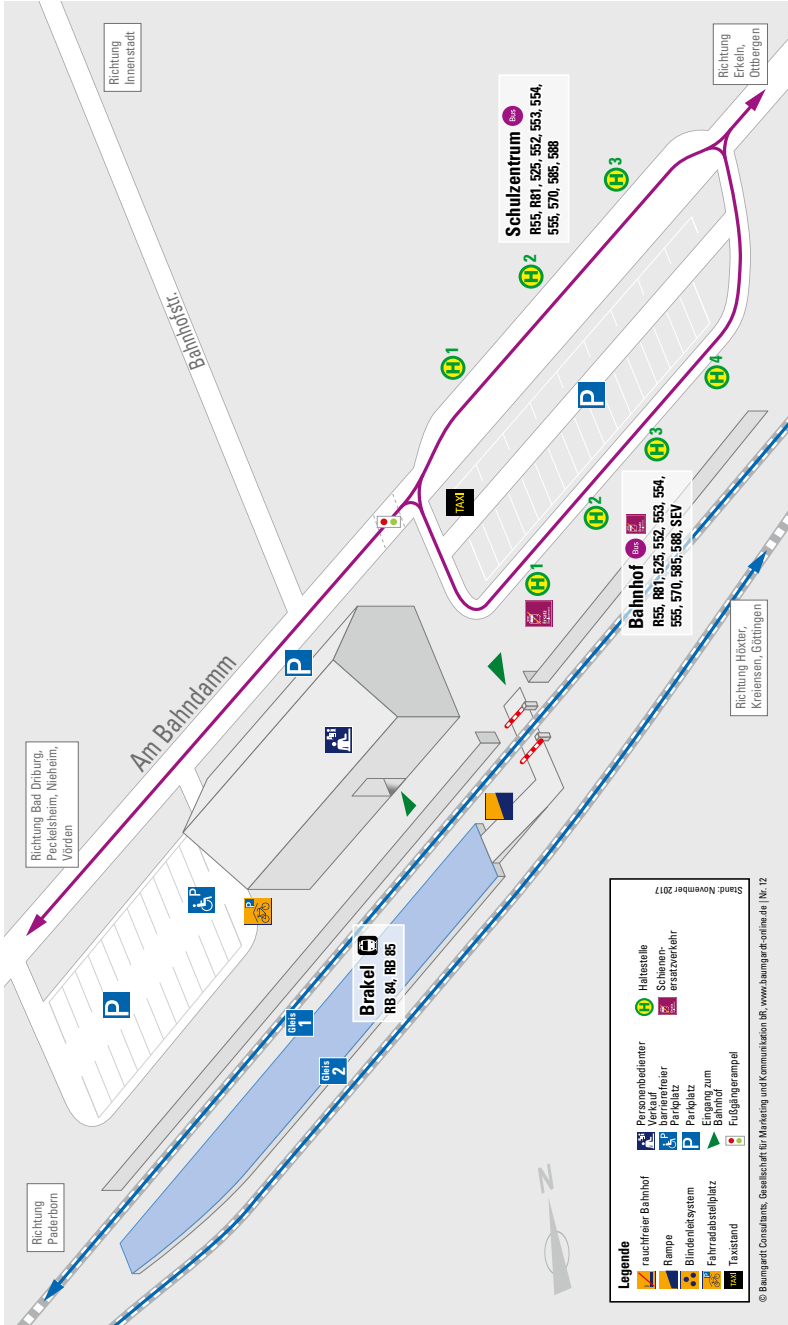 Richtung
Innenstadt
Richtung
Erkeln,
Ottbergen
Bahnhofstr.
Schulzentrum Bus
R55, R81, 525, 552, 553, 554,
555, 570, 585, 588
H 1
H 2
H 3
Am Bahndamm
Richtung Bad Driburg,
Peckelsheim, Nieheim,
Vörden
P
P
P
TAXI
P
P
H 1
H 2
H 3
H 4
Bahnhof Bus
R55, R81, 525, 552, 553, 554,
555, 570, 585, 588, SEV
Brakel
RB 84, RB 85
Gleis
1
Gleis
2
Richtung
Paderborn
Richtung Höxter,
Kreiensen, Göttingen
N
Legende
rauchfreier Bahnhof
Rampe
Blindenleitsystem
P
Fahrradabstellplatz
TAXI
Taxistand
Personenbedienter
Verkauf
P
barrierefreier
Parkplatz
P
Parkplatz
Eingang zum
Bahnhof
Fußgängerampel
H
Haltestelle
Schienen-
ersatzverkehr
Stand: November 2017
© Baumgardt Consultants, Gesellschaft für Marketing und Kommunikation bR, www.baumgardt-online.de | Nr. 12